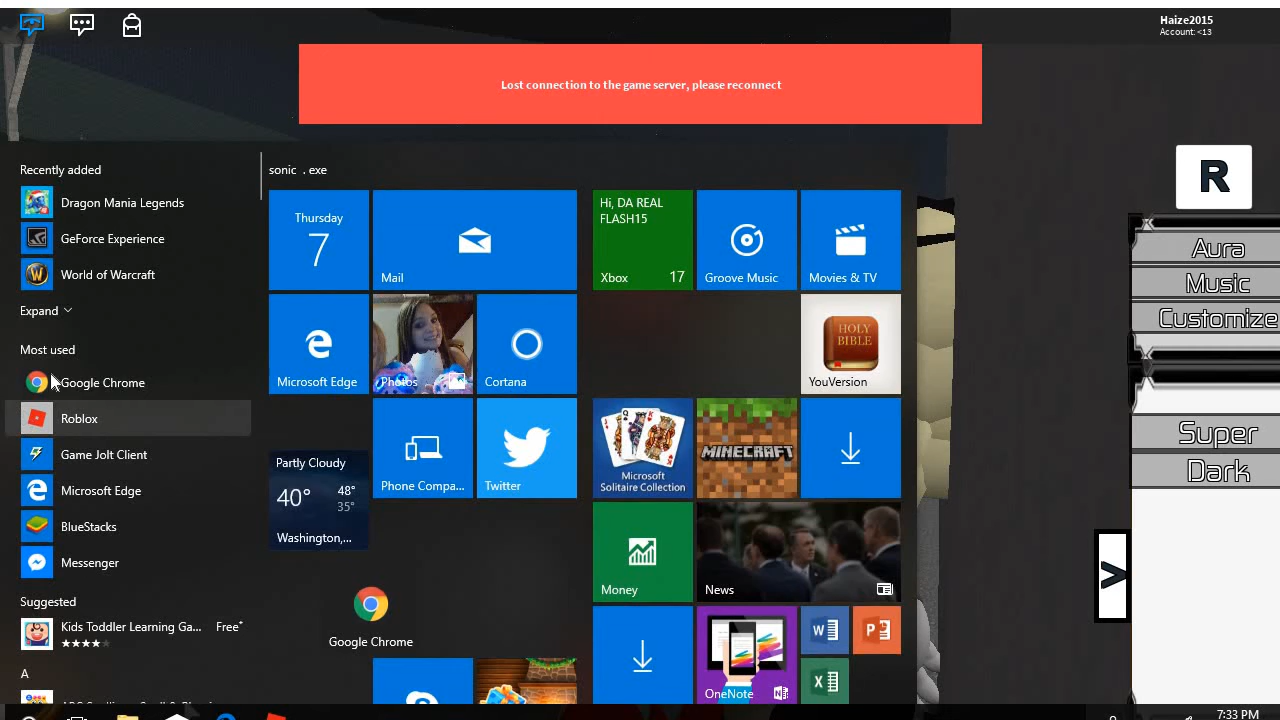 Haize2015
Account: <13
Lost connection to the game server, please reconnect
R
Aura
Music
Customize
Super
Dark
>
Recently added
Dragon Mania Legends
GeForce Experience
World of Warcraft
Expand
Most used
Google Chrome
Roblox
Game Jolt Client
Microsoft Edge
BlueStacks
Messenger
Suggested
Kids Toddler Learning Ga... Free*
A
sonic . exe
Thursday
7
Mail
Microsoft Edge
Photos
Cortana
Partly Cloudy
40° 48°
35°
Washington,...
Phone Compa...
Twitter
Google Chrome
Hi, DA REAL
FLASH15
Xbox 17
Groove Music
Movies & TV
HOLY
BIBLE
YouVersion
Microsoft
Solitaire Collection
MINECRAFT
Money
News
OneNote
7:33 PM